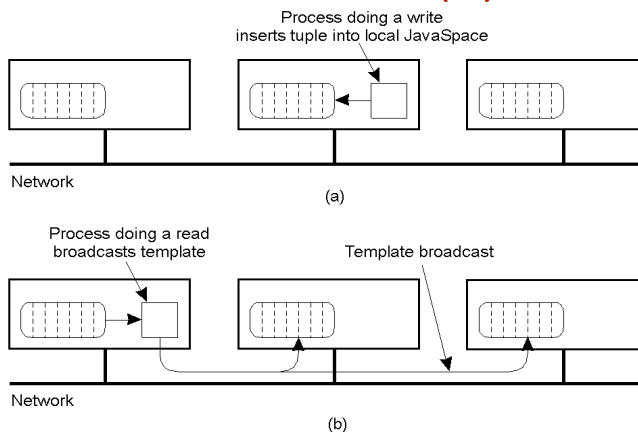 Process doing a write
inserts tuple into local JavaSpace
Network
(a)
Process doing a read
broadcasts template
Template broadcast
Network
(b)